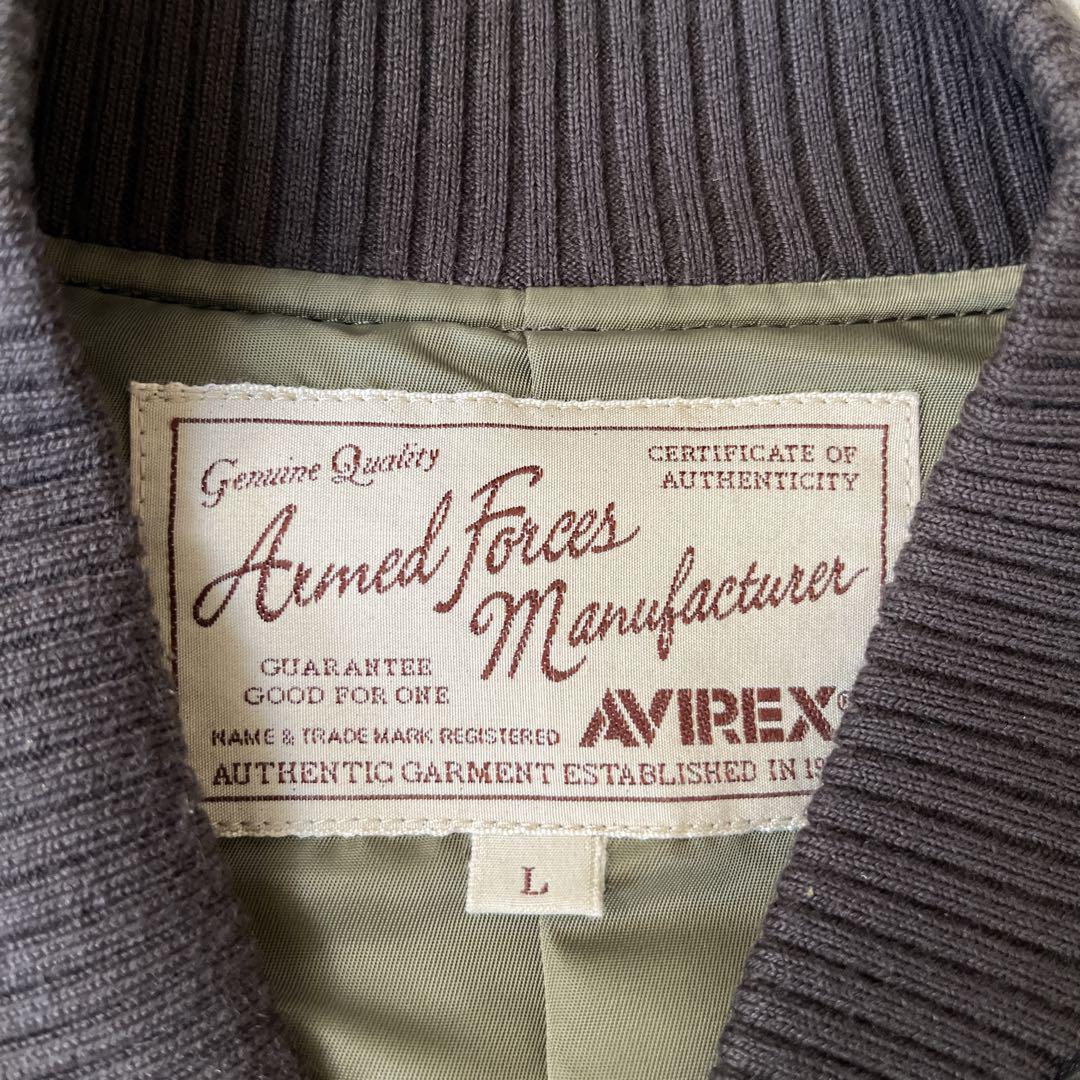 Genuine Quality
CERTIFICATE OF
AUTHENTICITY
Armed Forces
Manufacturer
GUARANTEE
GOOD FOR ONE
AVIREX®
NAME & TRADE MARK REGISTERED
AUTHENTIC GARMENT ESTABLISHED IN
L